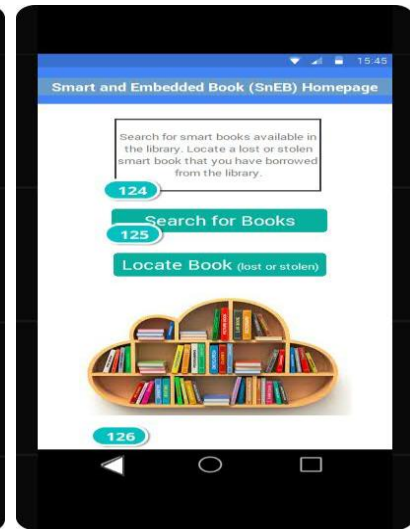 15:45
Smart and Embedded Book (SnEB) Homepage
Search for smart books available in
the library. Locate a lost or stolen
smart book that you have borrowed
from the library.
124
Search for Books
125
Locate Book (lost or stolen)
126